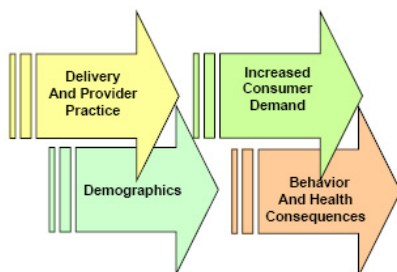 Delivery
And Provider
Practice
Increased
Consumer
Demand
Demographics
Behavior
And Health
Consequences